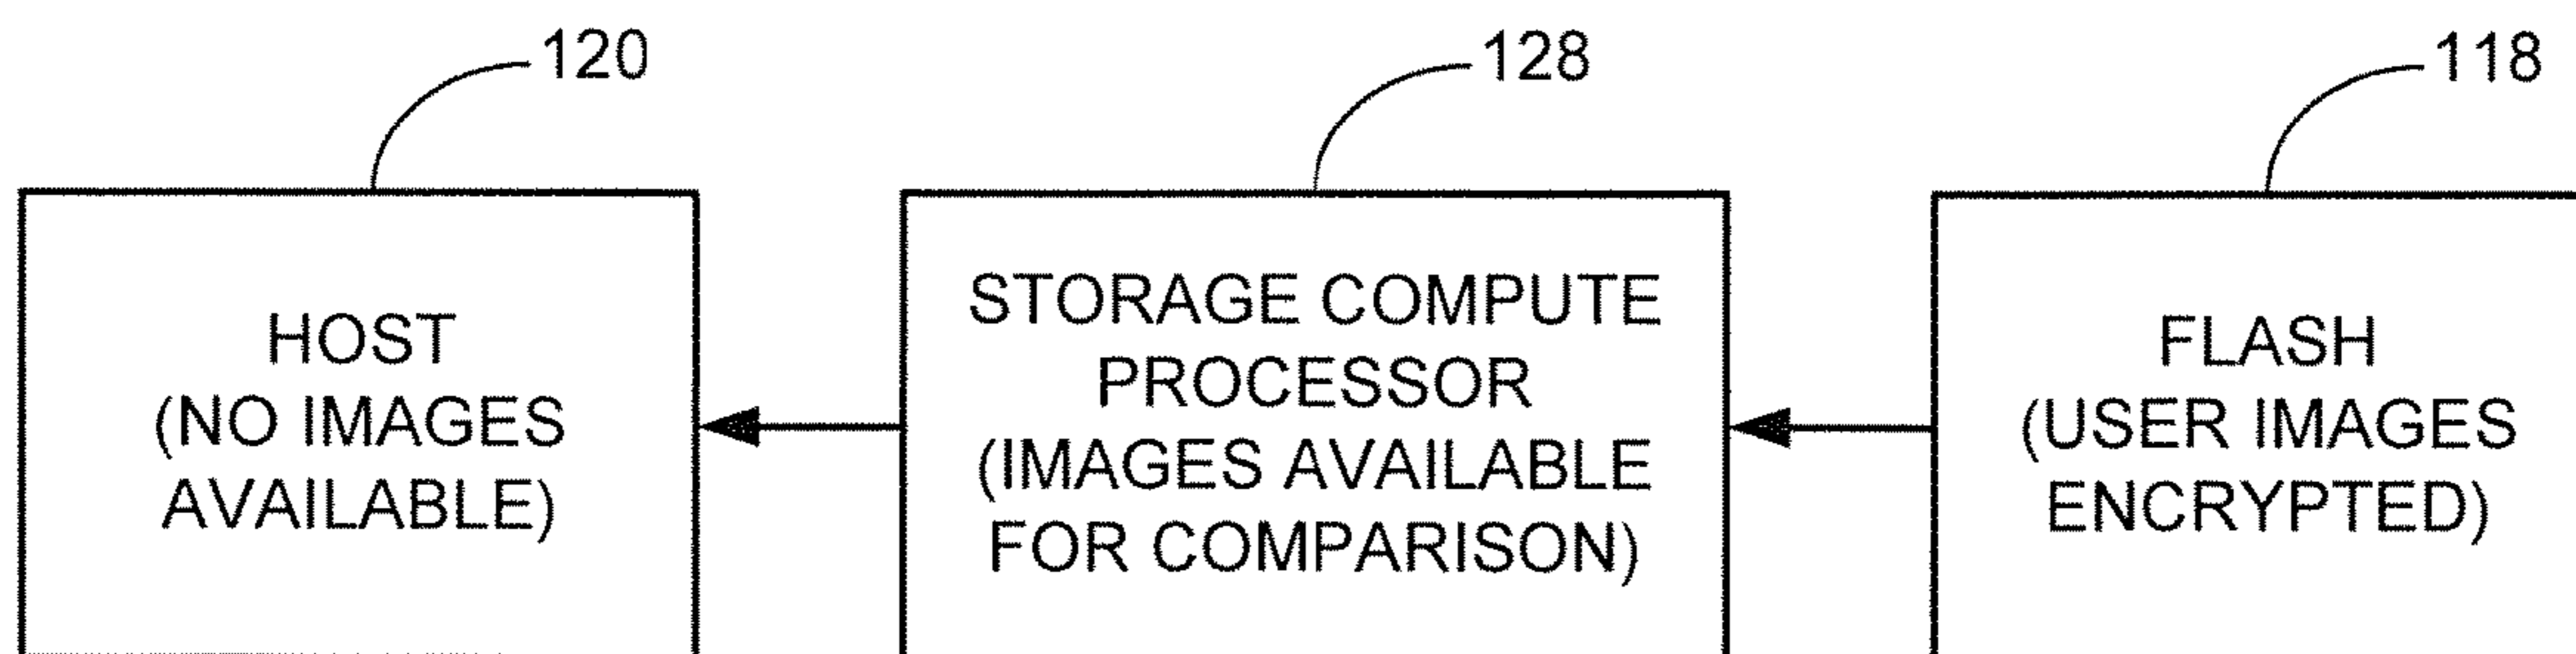 120
128
118
HOST
(NO IMAGES
AVAILABLE)
STORAGE COMPUTE
PROCESSOR
(IMAGES AVAILABLE
FOR COMPARISON)
FLASH
(USER IMAGES
ENCRYPTED)